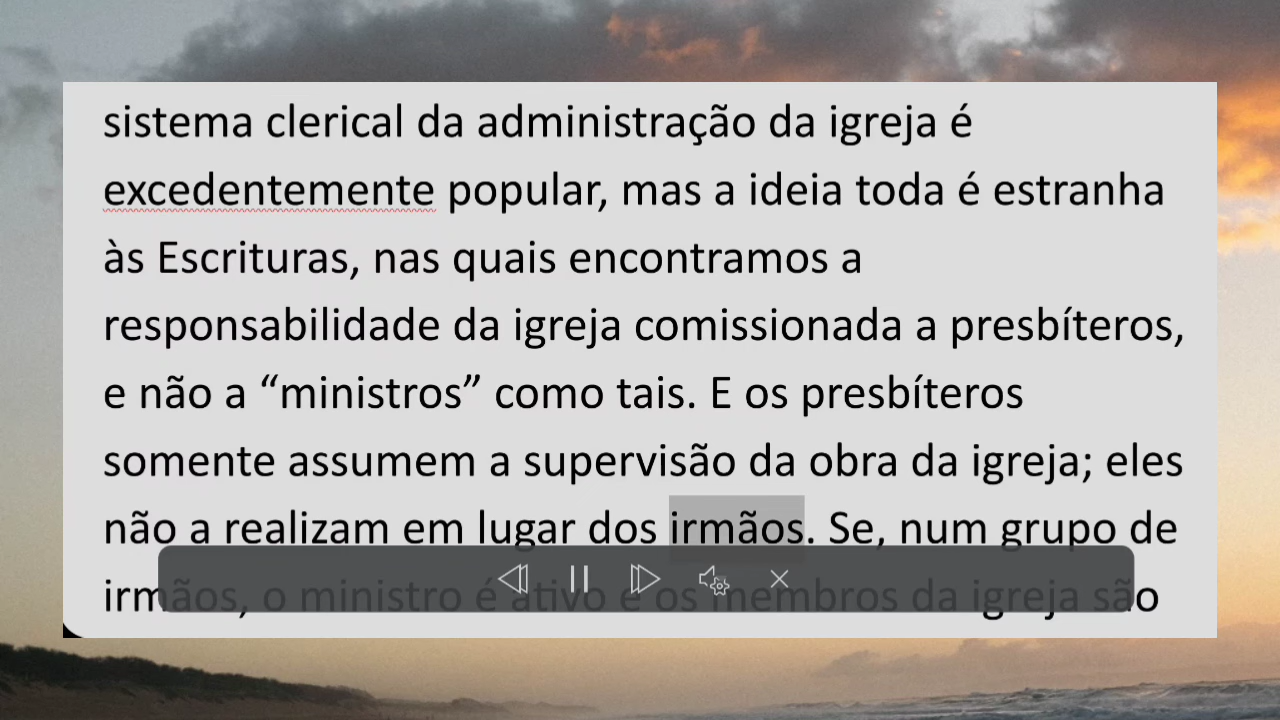 sistema clerical da administração da igreja é
excedentemente popular, mas a ideia toda é estranha
às Escrituras, nas quais encontramos a
responsabilidade da igreja comissionada a presbíteros,
e não a “ministros” como tais. E os presbíteros
somente assumem a supervisão da obra da igreja; eles
não a realizam em lugar dos irmãos. Se, num grupo de
irmãos, o ministro é ativo e os membros da igreja são